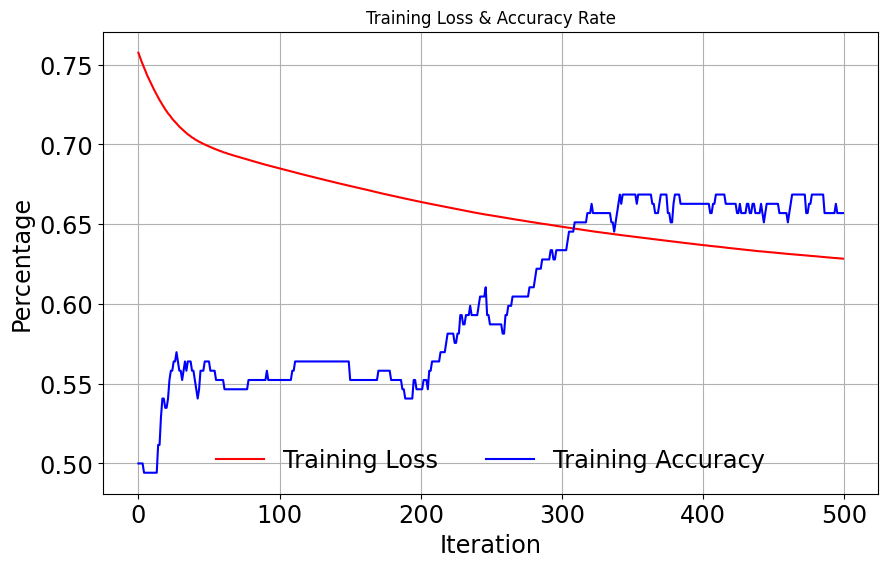 Training Loss & Accuracy Rate
0.75
0.70
0.65
0.60
0.55
0.50
Percentage
Training Loss Training Accuracy
0 100 200 300 400 500
Iteration